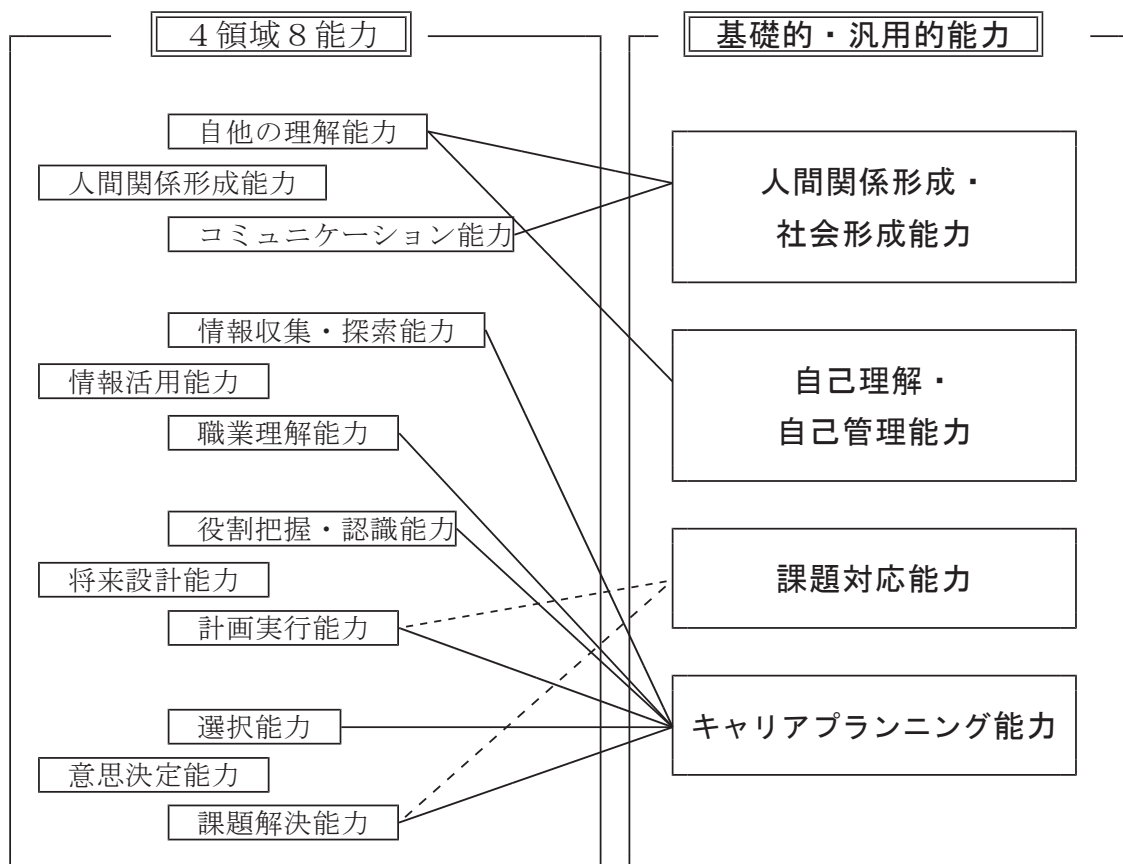 4領域8能力
自他の理解能力
人間関係形成能力
コミュニケーション能力
情報収集・探索能力
情報活用能力
職業理解能力
役割把握・認識能力
将来設計能力
計画実行能力
選択能力
意思決定能力
課題解決能力
基礎的・汎用的能力
人間関係形成・
社会形成能力
自己理解・
自己管理能力
課題対応能力
キャリアプランニング能力